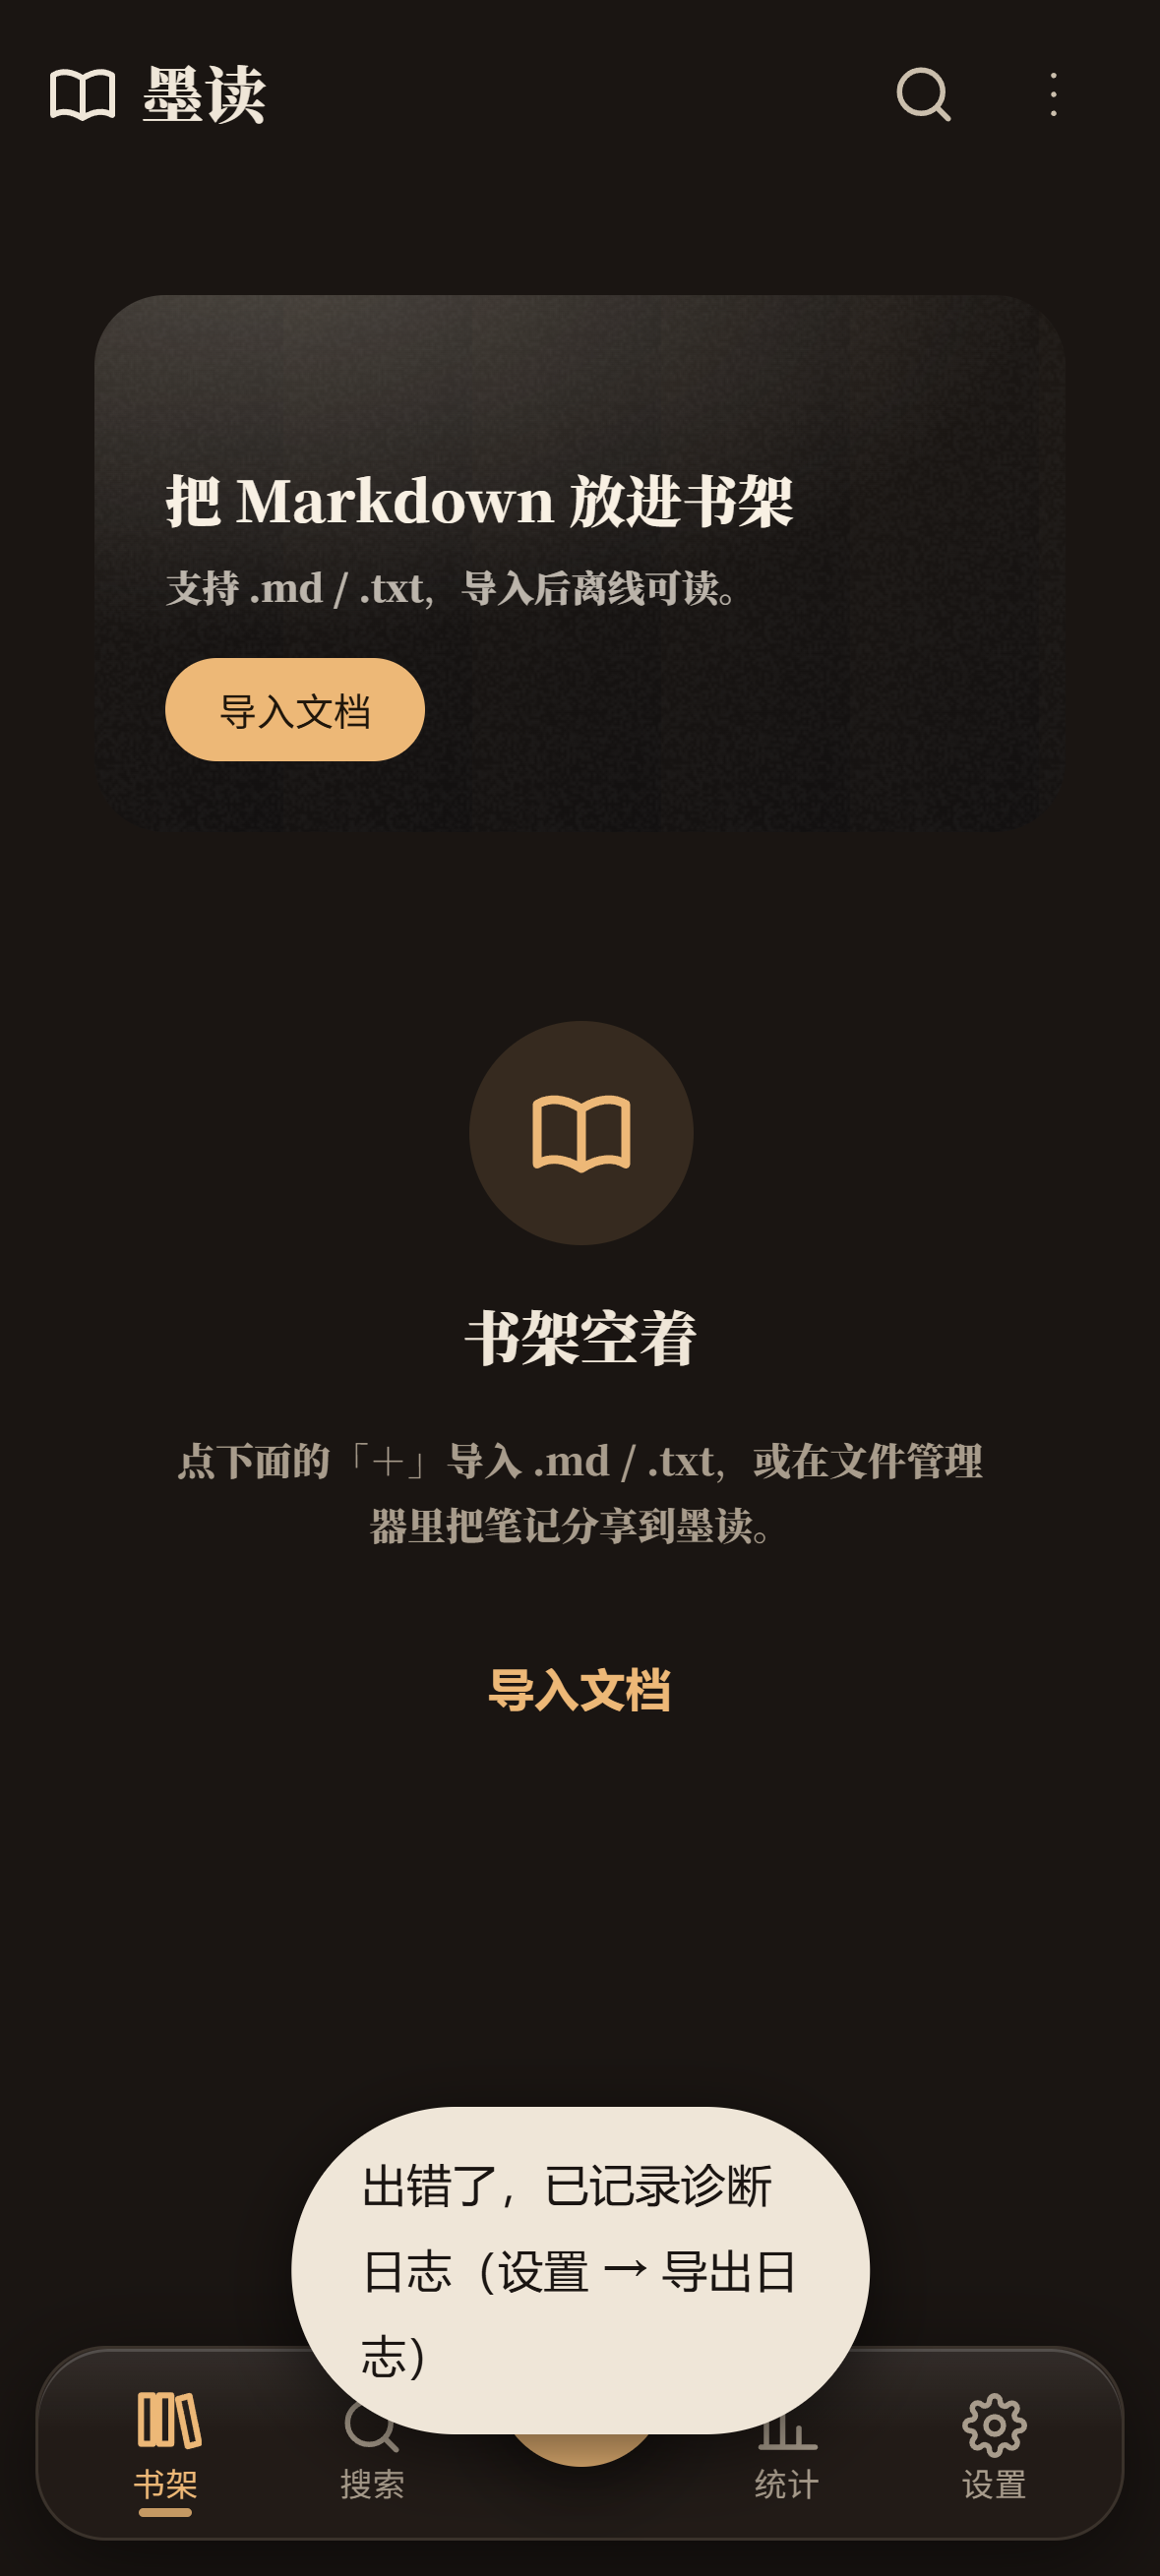 墨读
把 Markdown 放进书架
支持 .md / .txt，导入后离线可读。
导入文档
书架空着
点下面的「＋」导入 .md / .txt，或在文件管理
器里把笔记分享到墨读。
导入文档
出错了，已记录诊断
日志（设置 → 导出日
志）
书架
搜索
统计
设置